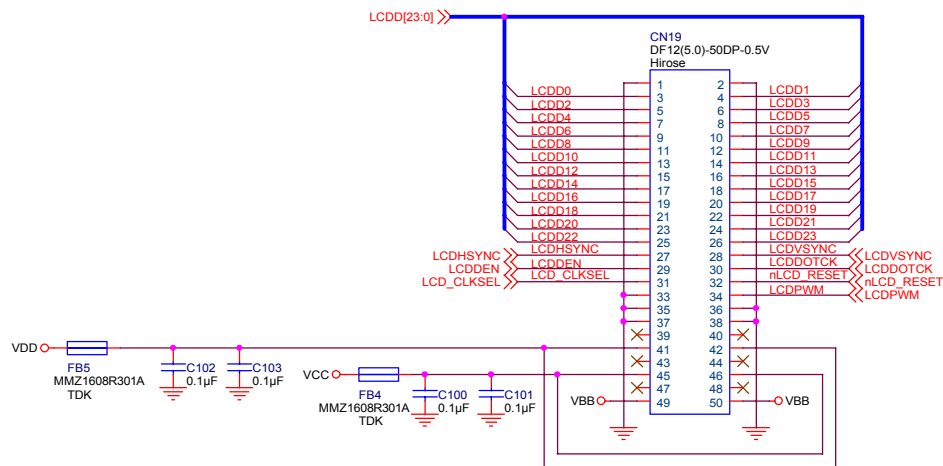 LCDD[23:0]
CN19
DF12(5.0)-50DP-0.5V
Hirose
1 2
LCDD0 3 4 LCDD1
LCDD2 5 6 LCDD3
LCDD4 7 8 LCDD5
LCDD6 9 10 LCDD7
LCDD8 11 12 LCDD9
LCDD10 13 14 LCDD11
LCDD12 15 16 LCDD13
LCDD14 17 18 LCDD15
LCDD16 19 20 LCDD17
LCDD18 21 22 LCDD19
LCDD20 23 24 LCDD21
LCDD22 25 26 LCDD23
LCDHSYNC LCDHSYNC 27 28 LCDVSYNC LCDVSYNC
LCDDEN LCDDEN 29 30 LCDDOTCK LCDDOTCK
LCD_CLKSEL LCD_CLKSEL 31 32 nLCD_RESET nLCD_RESET
33 34 LCDPWM LCDPWM
35 36
37 38
39 40
VDD 41 42
43 44
FB5
MMZ1608R301A
TDK
C102
0.1µF
C103
0.1µF
VCC 45 46
47 48
FB4
MMZ1608R301A
TDK
C100
0.1µF
C101
0.1µF
VBB 49 50 VBB